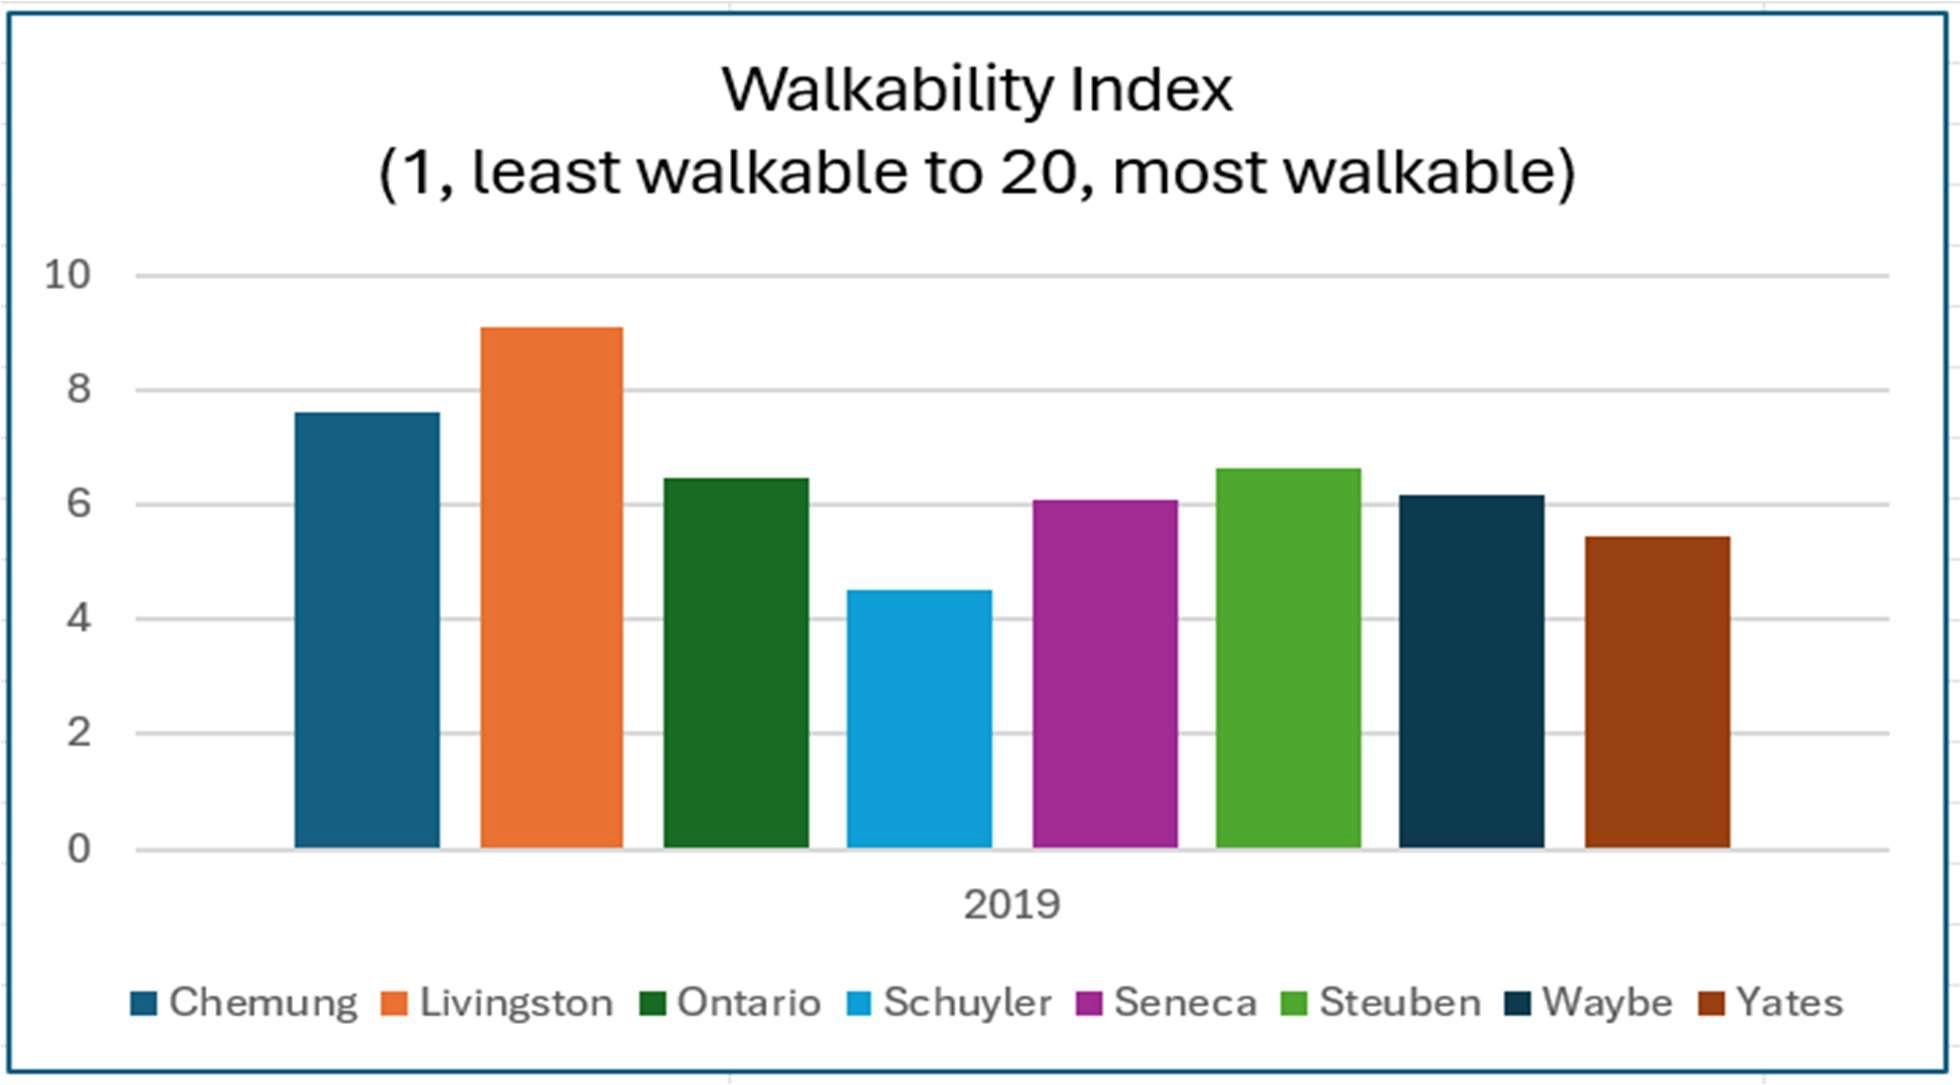 Walkability Index
(1, least walkable to 20, most walkable)
10
8
6
4
2
0
2019
Chemung Livingston Ontario Schuyler Seneca Steuben Waybe Yates